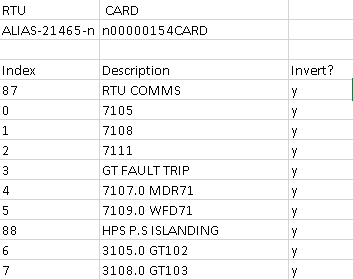 RTU CARD
ALIAS-21465-n n00000154CARD
Index Description Invert?
87 RTU COMMS y
0 7105 y
1 7108 y
2 7111 y
3 GT FAULT TRIP y
4 7107.0 MDR71 y
5 7109.0 WFD71 y
88 HPS P.S ISLANDING y
6 3105.0 GT102 y
7 3108.0 GT103 y